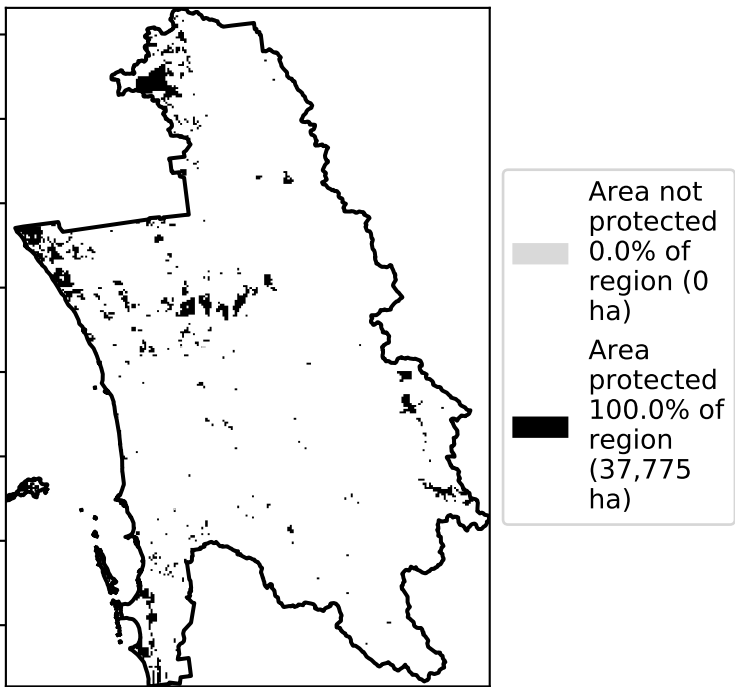 Area not
protected
0.0% of
region (0
ha)
Area
protected
100.0% of
region
(37,775
ha)